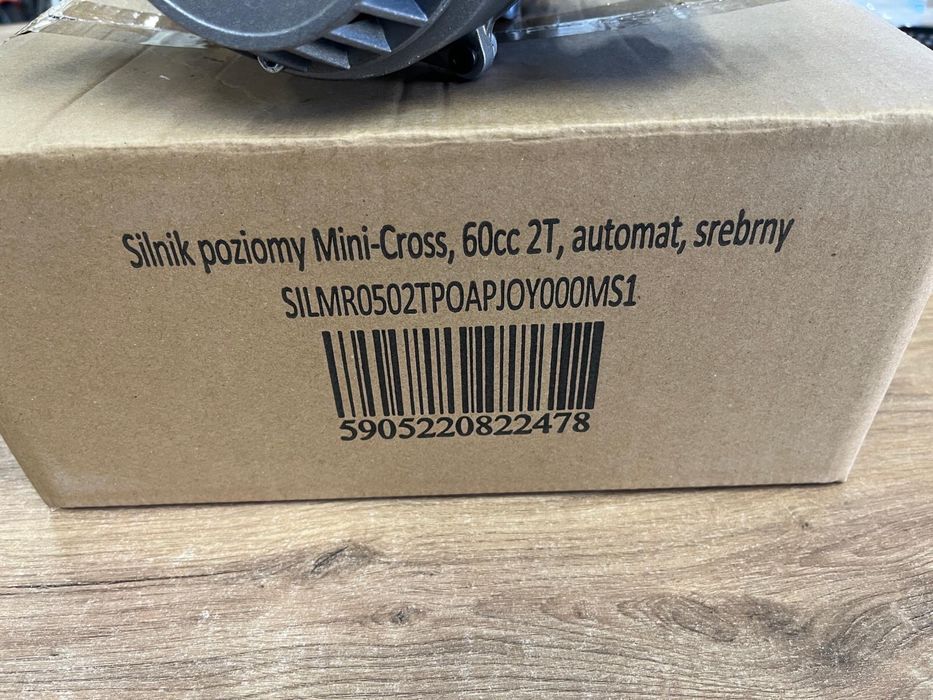 Silnik poziomy Mini-Cross, 60cc 2T, automat, srebrny
SILMR0502TPOAPJOY000MS1
5905220822478